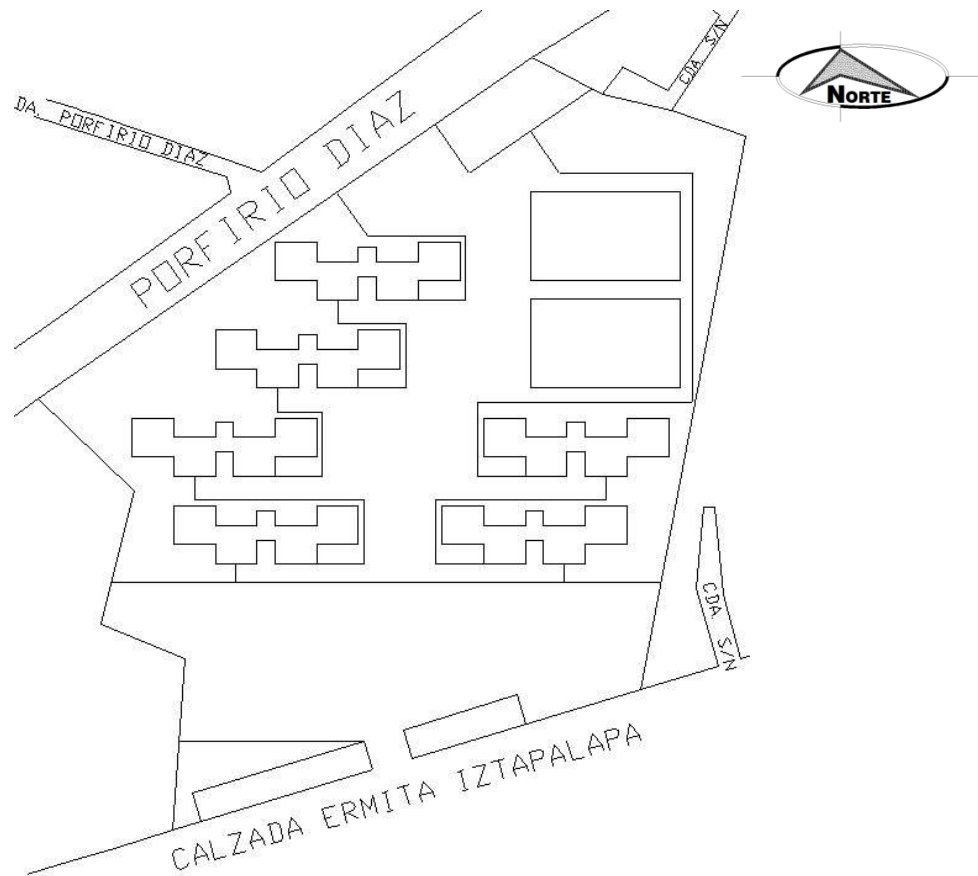 CDA. S/N
NORTE
DA. PORFIRIO DIAZ
PORFIRIO DIAZ
CDA. S/N
CALZADA ERMITA IZTAPALAPA